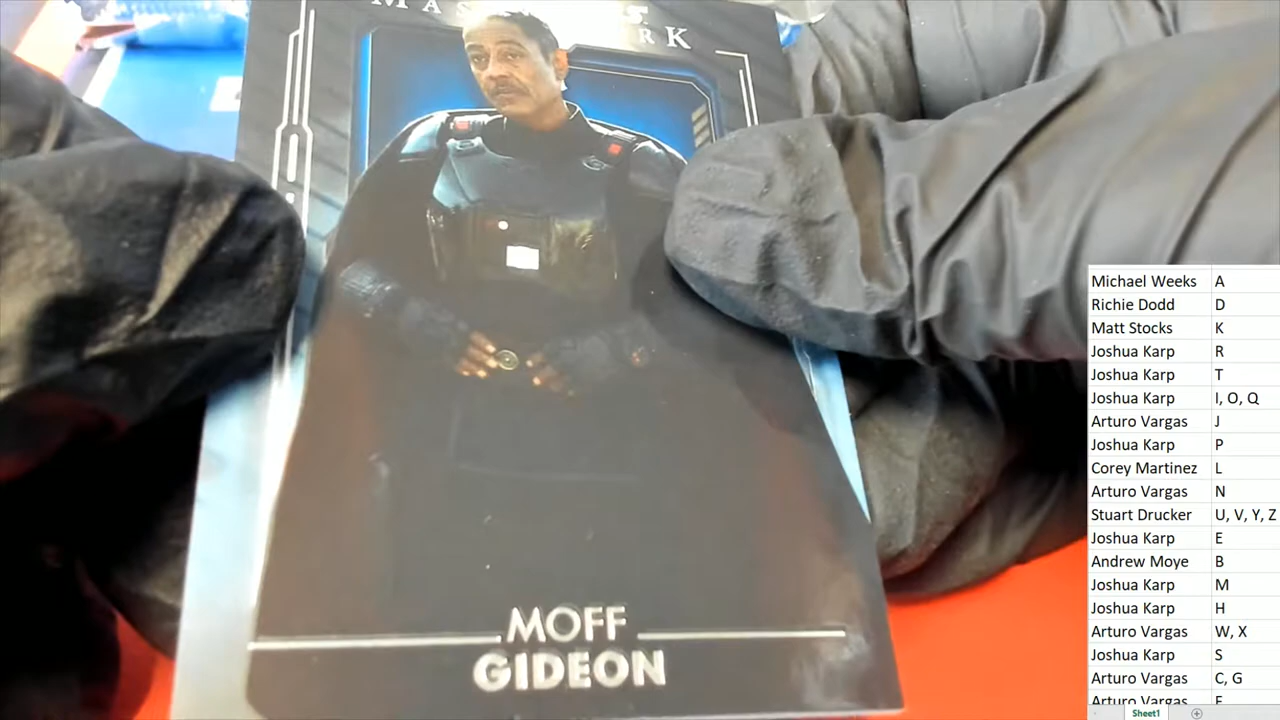 MOFF
GIDEON
Michael Weeks A
Richie Dodd D
Matt Stocks K
Joshua Karp R
Joshua Karp T
Joshua Karp I, O, Q
Arturo Vargas J
Joshua Karp P
Corey Martinez L
Arturo Vargas N
Stuart Drucker U, V, Y, Z
Joshua Karp E
Andrew Moye B
Joshua Karp M
Joshua Karp H
Arturo Vargas W, X
Joshua Karp S
Arturo Vargas C, G
Arturo Vargas F
Sheet1